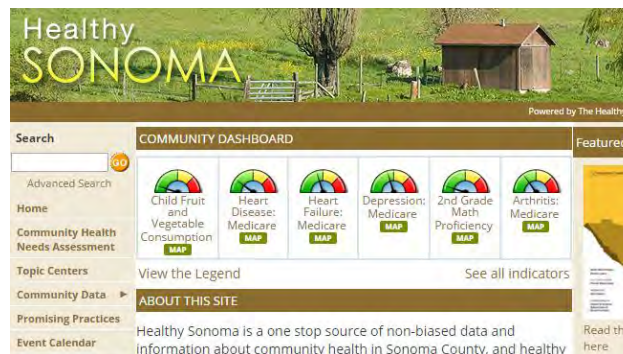 Healthy
SONOMA
Powered by The Healthy
Search
GO
Advanced Search
Home
Community Health
Needs Assessment
Topic Centers
Community Data
Promising Practices
Event Calendar
COMMUNITY DASHBOARD
Child Fruit
and
Vegetable
Consumption
MAP
Heart
Disease:
Medicare
MAP
Heart
Failure:
Medicare
MAP
Depression:
Medicare
MAP
2nd Grade
Math
Proficiency
MAP
Arthritis:
Medicare
MAP
View the Legend
See all indicators
ABOUT THIS SITE
Healthy Sonoma is a one stop source of non-biased data and
information about community health in Sonoma County, and healthy
Featured
Read th
here